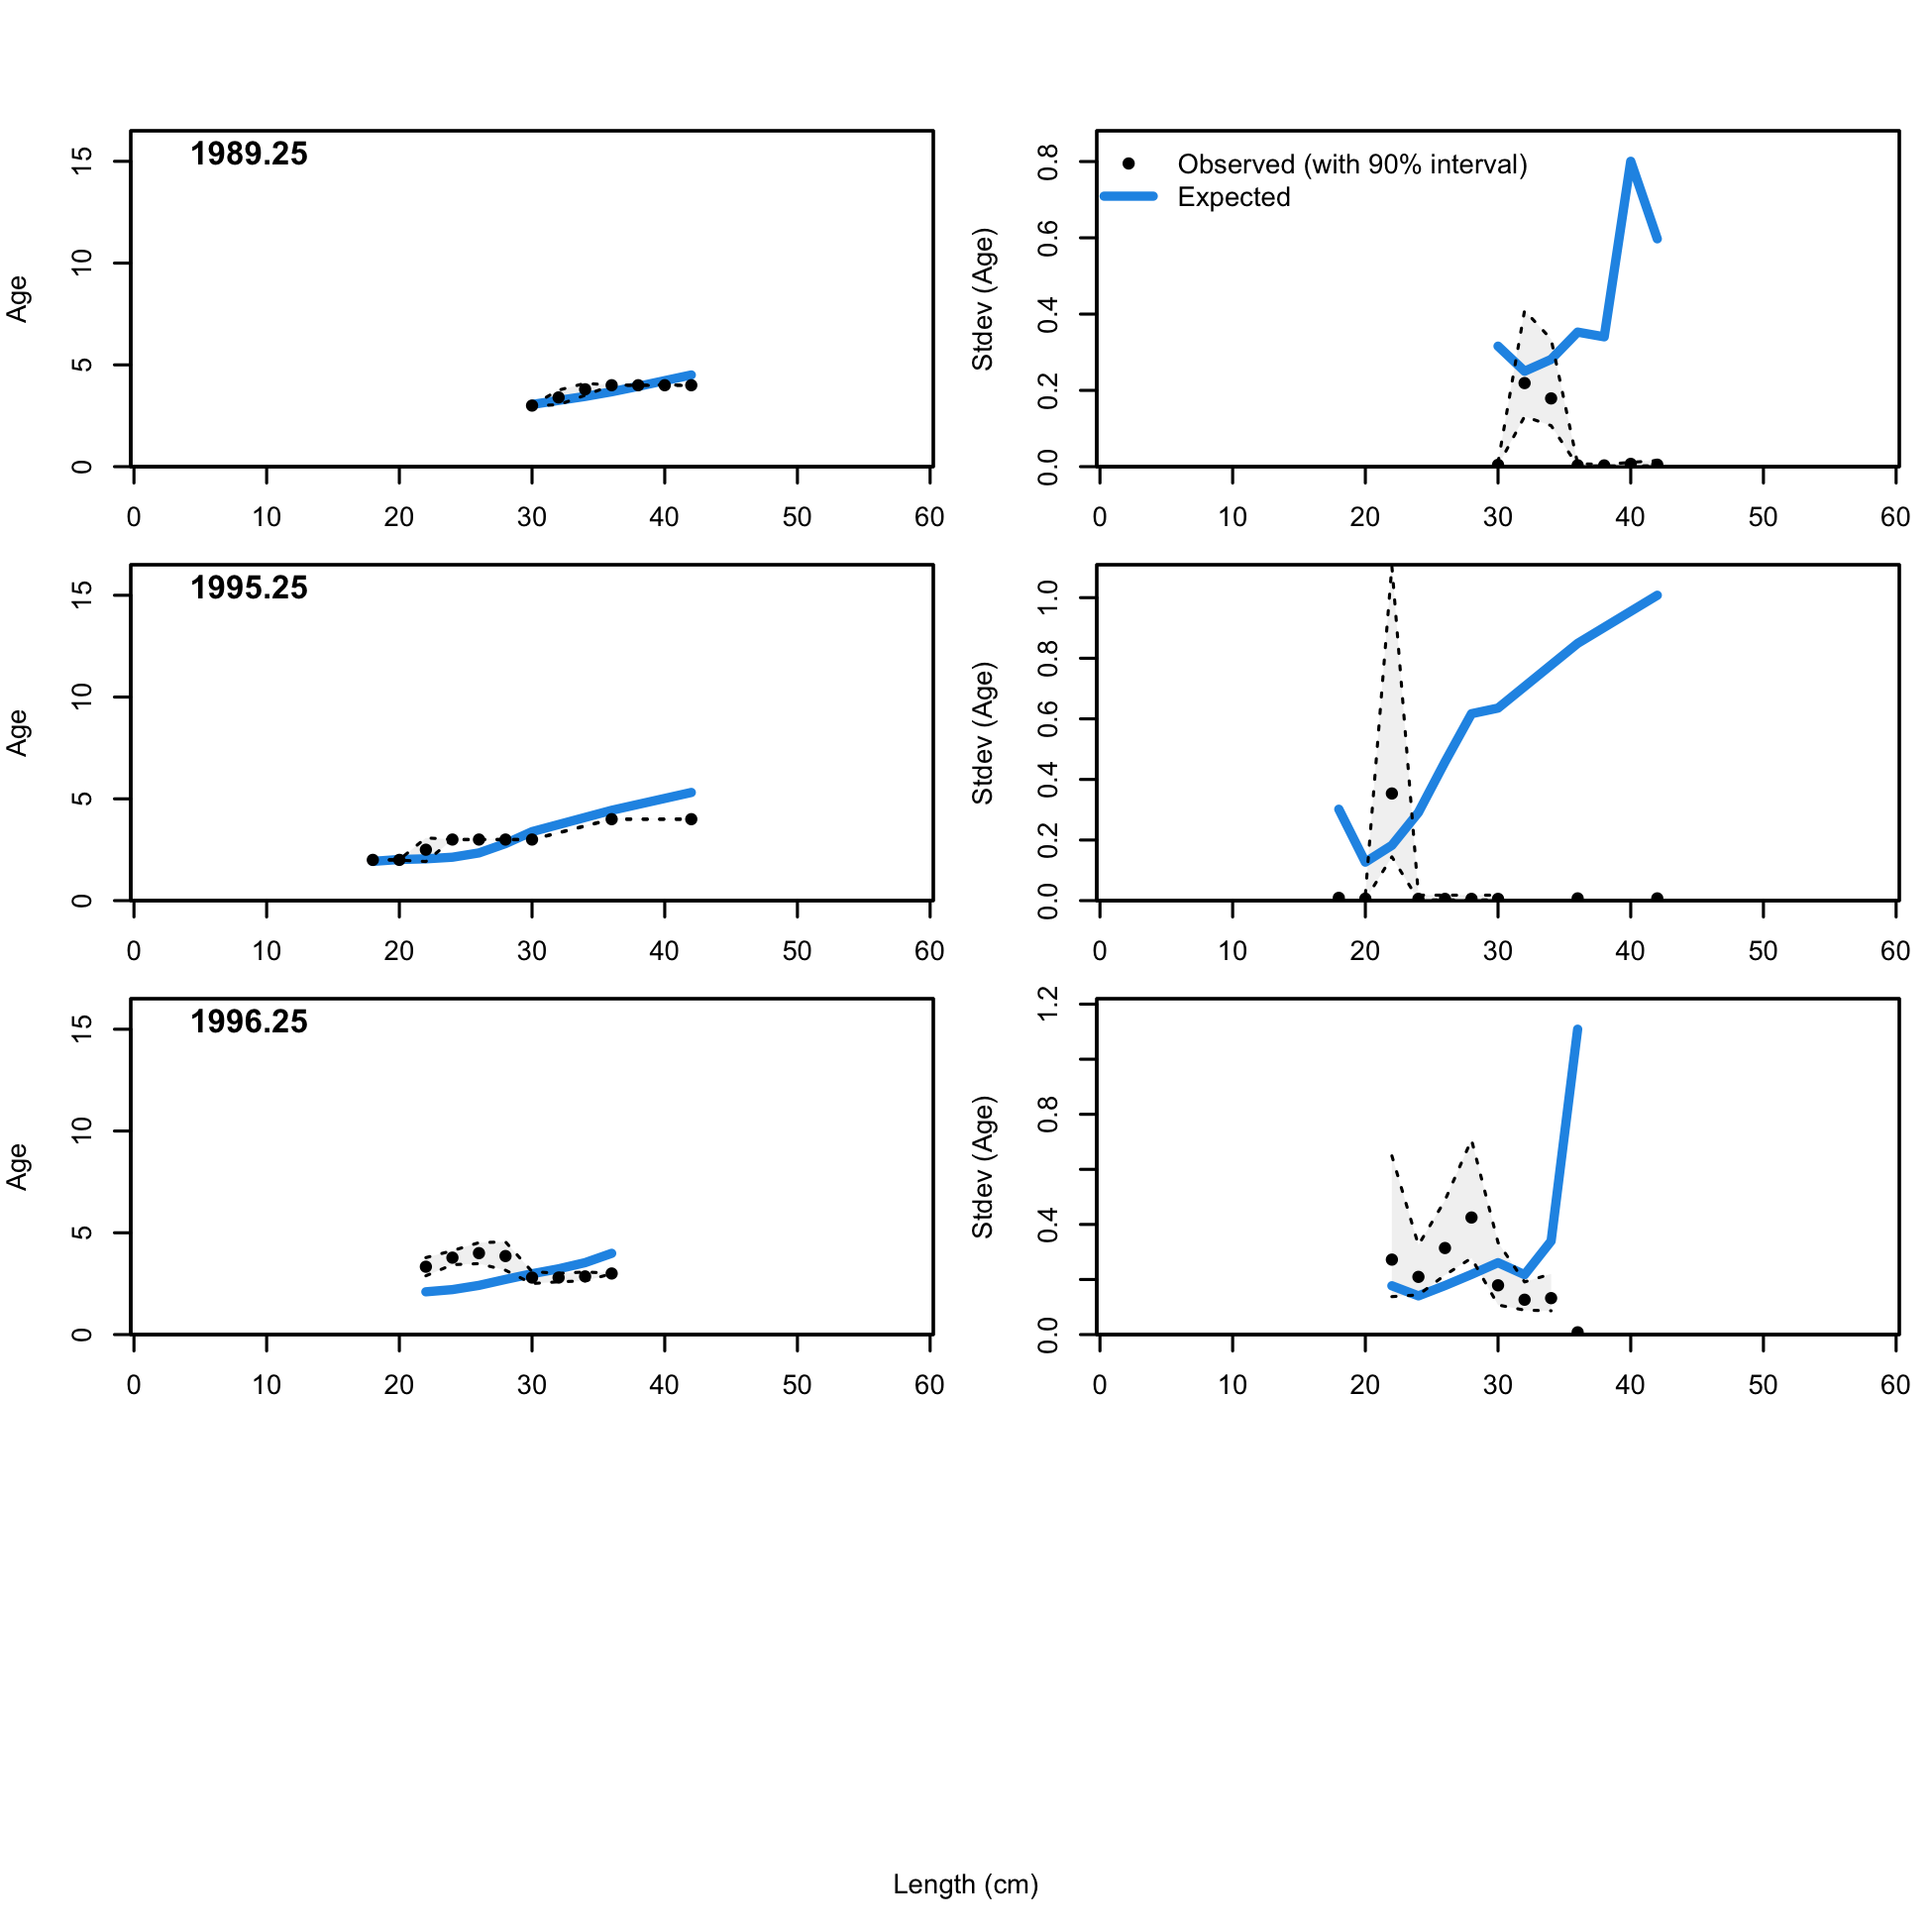 1989.25
Age
0 5 10 15
0 10 20 30 40 50 60
Observed (with 90% interval)
Expected
Stdev (Age)
0.0 0.2 0.4 0.6 0.8
0 10 20 30 40 50 60
1995.25
Age
0 5 10 15
0 10 20 30 40 50 60
Stdev (Age)
0.0 0.2 0.4 0.6 0.8 1.0
0 10 20 30 40 50 60
1996.25
Age
0 5 10 15
0 10 20 30 40 50 60
Stdev (Age)
0.0 0.4 0.8 1.2
0 10 20 30 40 50 60
Length (cm)